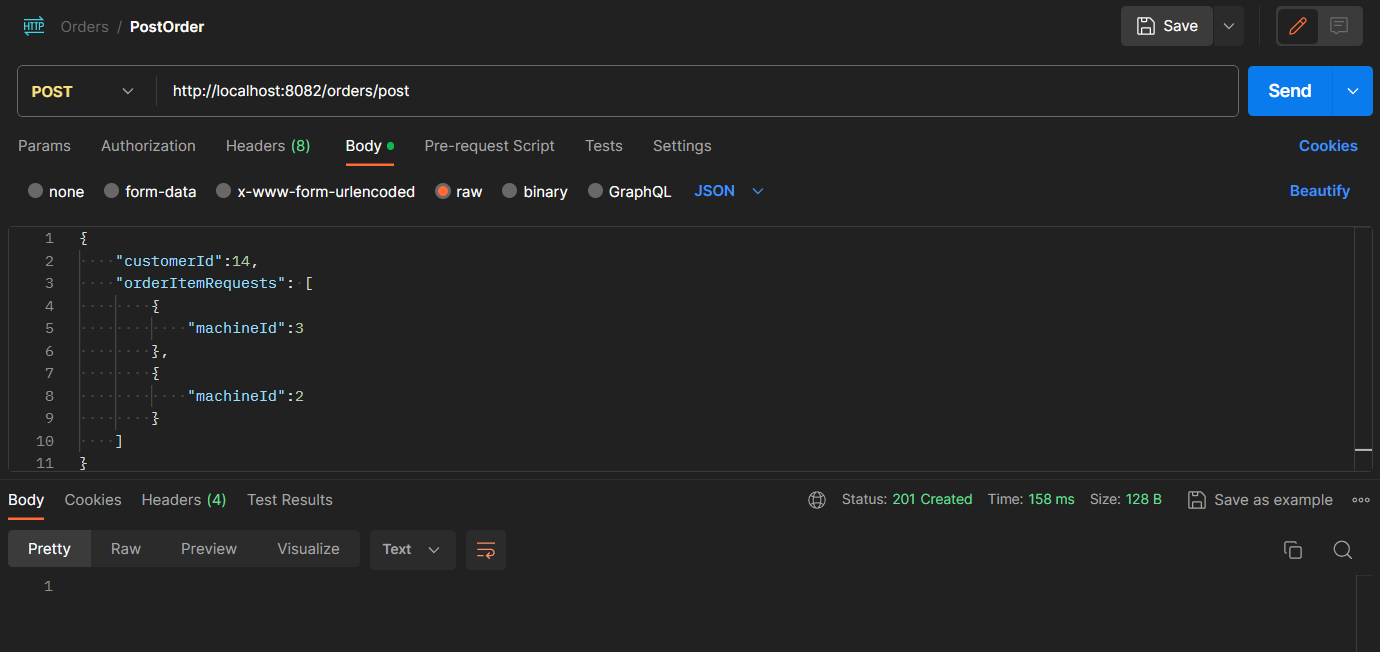 HTTP Orders / PostOrder Save
POST http://localhost:8082/orders/post Send
Params Authorization Headers (8) Body Pre-request Script Tests Settings Cookies
none form-data x-www-form-urlencoded raw binary GraphQL JSON Beautify
1 {
2 "customerId":14,
3 "orderItemRequests": [
4 {
5 "machineId":3
6 },
7 {
8 "machineId":2
9 }
10 ]
11 }
Body Cookies Headers (4) Test Results Status: 201 Created Time: 158 ms Size: 128 B Save as example
Pretty Raw Preview Visualize Text
1